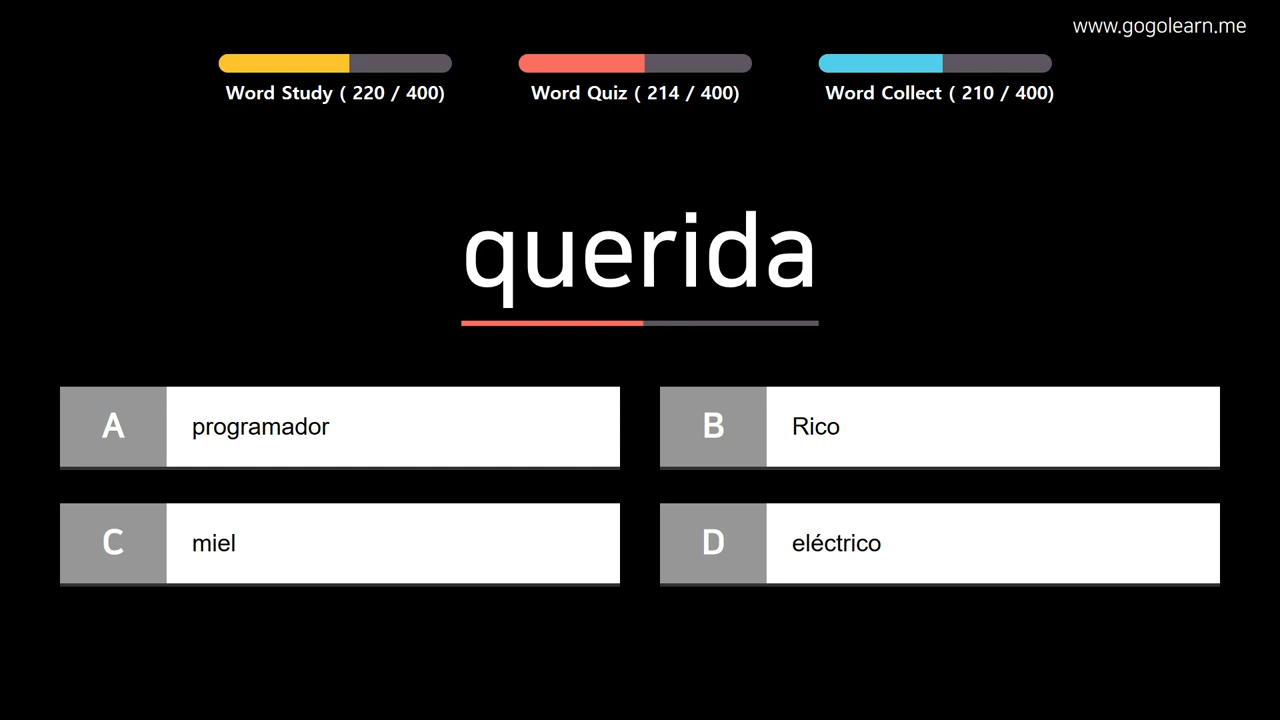 www.gogolearn.me
Word Study ( 220 / 400)
Word Quiz ( 214 / 400)
Word Collect ( 210 / 400)
querida
A programador
B Rico
C miel
D eléctrico